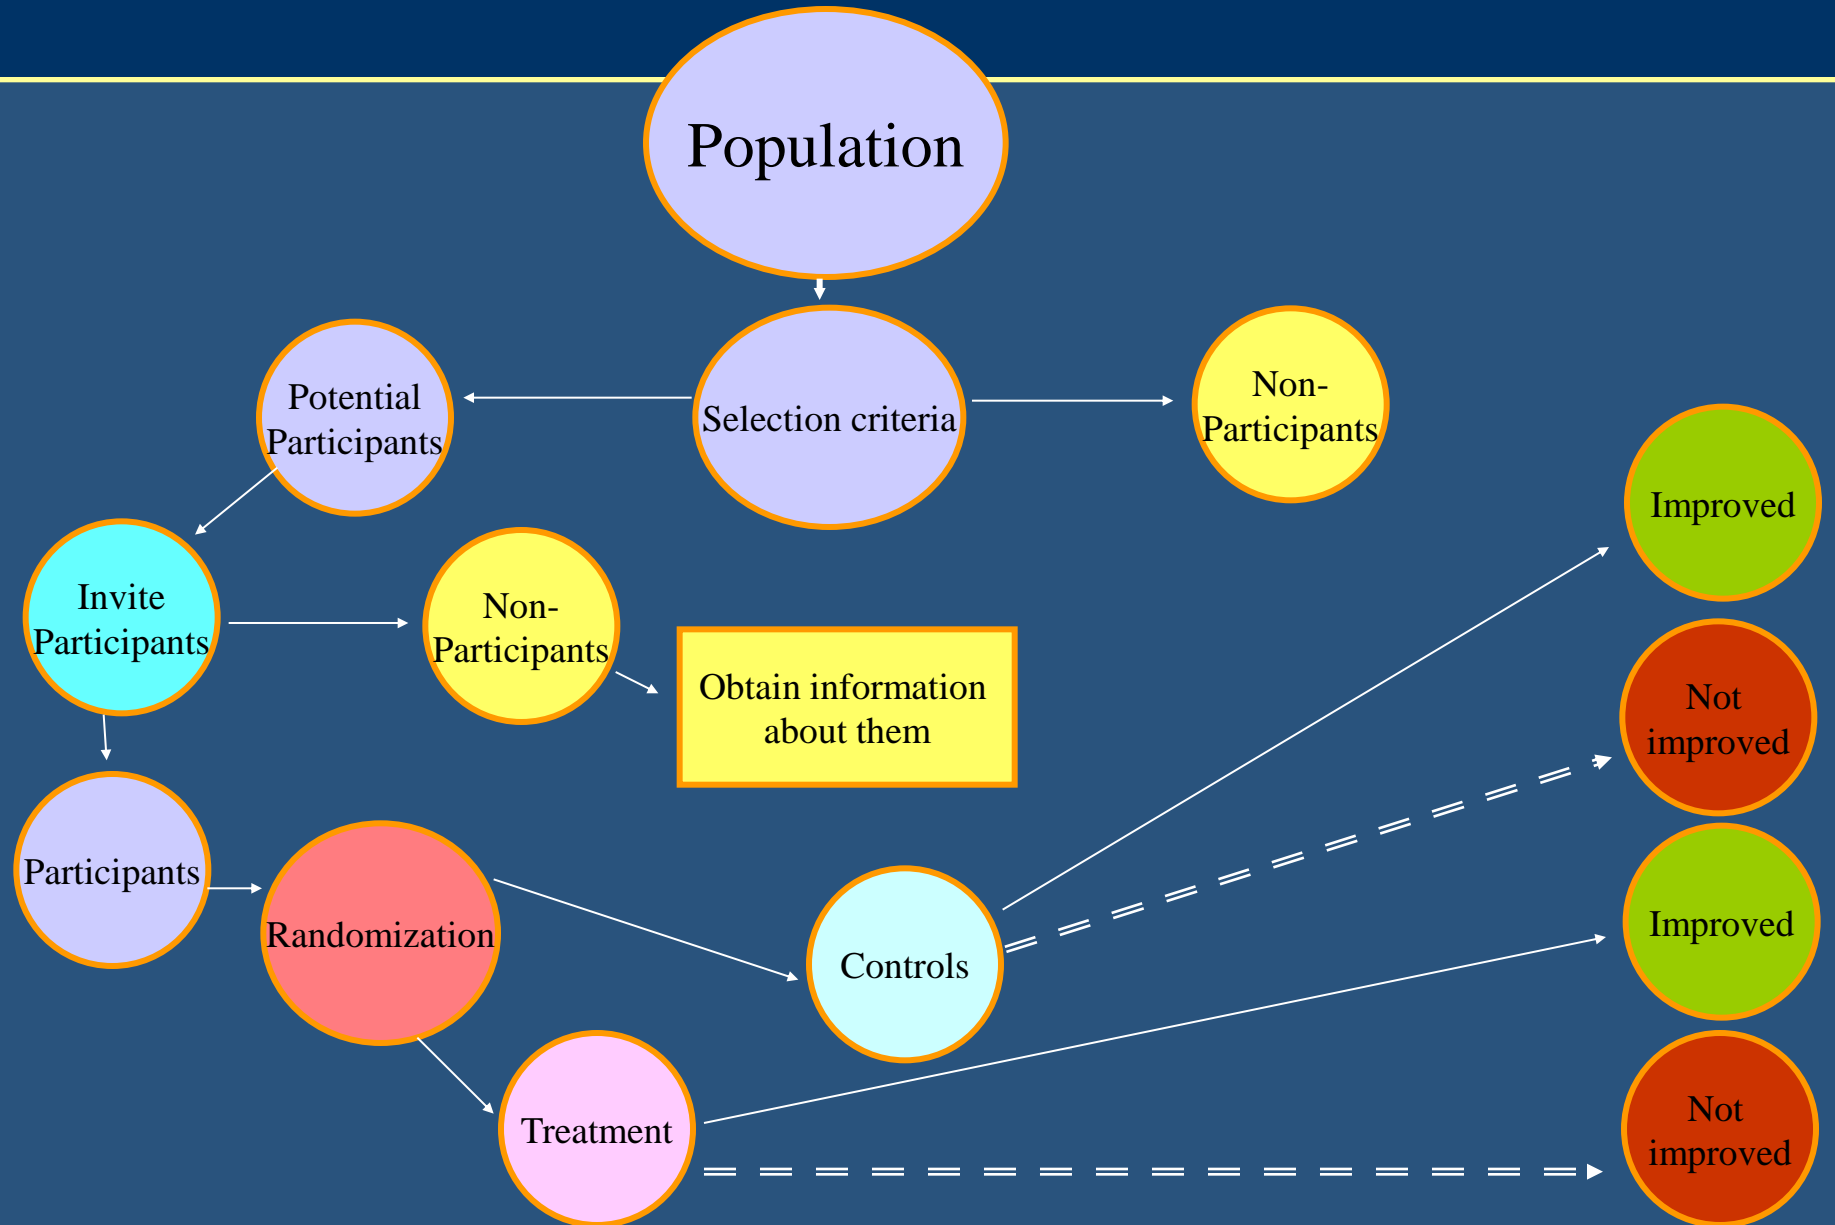 Population
Potential
Participants
Selection criteria
Non-
Participants
Improved
Invite
Participants
Non-
Participants
Obtain information
about them
Not
improved
Participants
Randomization
Controls
Improved
Treatment
Not
improved